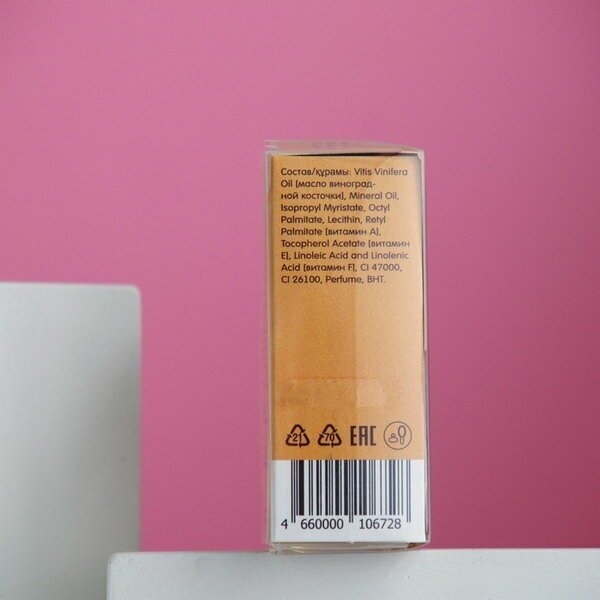 Состав/құрамы: Vitis Vinifera
Oil [масло виноград-
ной косточки], Mineral Oil,
Isopropyl Myristate, Octyl
Palmitate, Lecithin, Retyl
Palmitate [витамин А],
Tocopherol Acetate [витамин
Е], Linoleic Acid and Linolenic
Acid [витамин F], CI 47000,
CI 26100, Perfume, BHT.
21 70 EAC
4 660000 106728